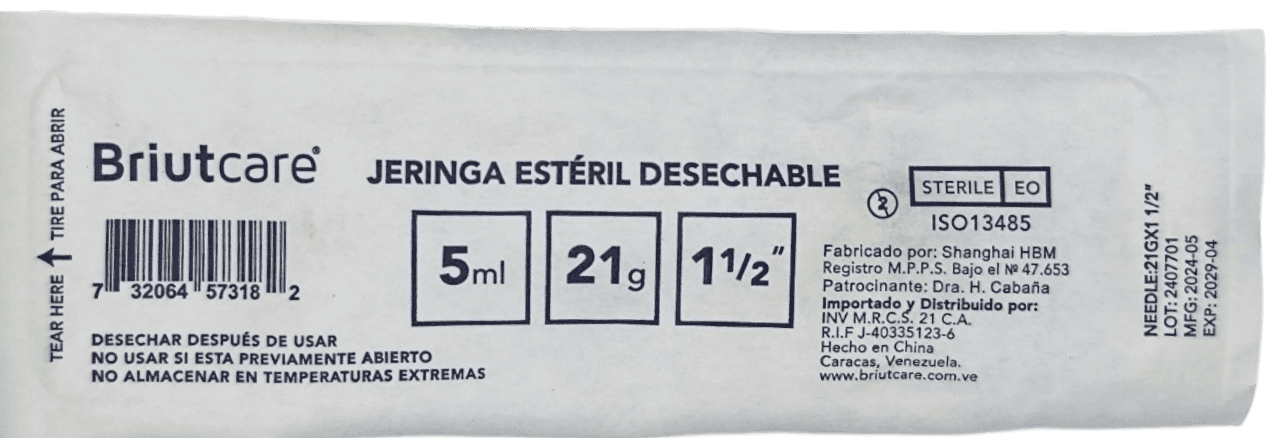 TEAR HERE → TIRE PARA ABRIR
Briutcare®
JERINGA ESTÉRIL DESECHABLE
7 32064 57318 2
5ml
21g
1 1/2"
DESECHAR DESPUÉS DE USAR
NO USAR SI ESTA PREVIAMENTE ABIERTO
NO ALMACENAR EN TEMPERATURAS EXTREMAS
2
STERILE EO
ISO13485
Fabricado por: Shanghai HBM
Registro M.P.P.S. Bajo el Nº 47.653
Patrocinante: Dra. H. Cabaña
Importado y Distribuido por:
INV M.R.C.S. 21 C.A.
R.I.F J-40335123-6
Hecho en China
Caracas, Venezuela.
www.briutcare.com.ve
NEEDLE:21GX1 1/2"
LOT: 2407701
MFG: 2024-05
EXP: 2029-04